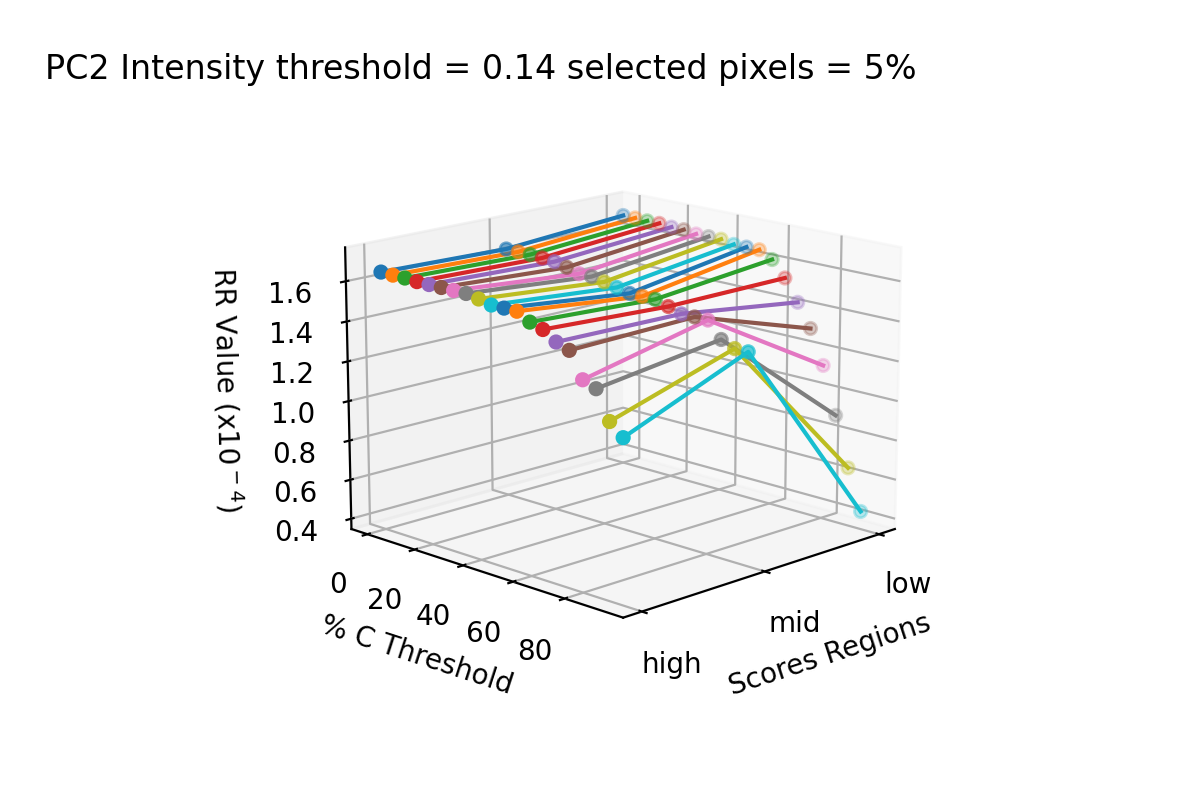 PC2 Intensity threshold = 0.14 selected pixels = 5%
RR Value (x10⁻⁴)
1.6
1.4
1.2
1.0
0.8
0.6
0.4
0
20
40
60
80
% C Threshold
high
mid
low
Scores Regions